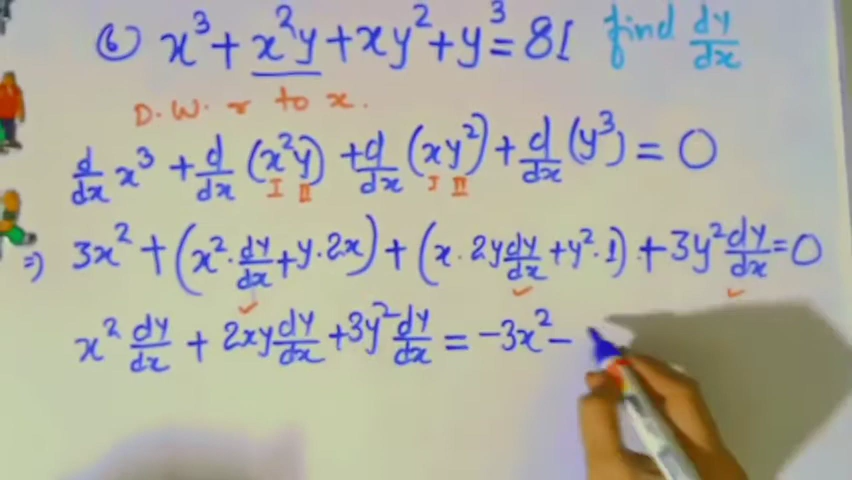 6) x³ + x²y + xy² + y³ = 81 find dy/dx
D. W. r to x.
d/dx x³ + d/dx (x²y) + d/dx (xy²) + d/dx (y³) = 0
I II I II
⇒) 3x² + (x² · dy/dx + y · 2x) + (x · 2y dy/dx + y² · 1) + 3y² dy/dx = 0
x² dy/dx + 2xy dy/dx + 3y² dy/dx = -3x² -